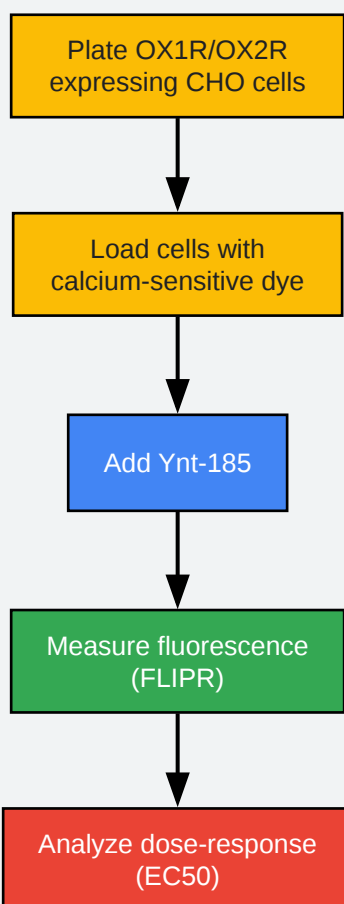 Plate OX1R/OX2R
expressing CHO cells
Load cells with
calcium-sensitive dye
Add Ynt-185
Measure fluorescence
(FLIPR)
Analyze dose-response
(EC50)